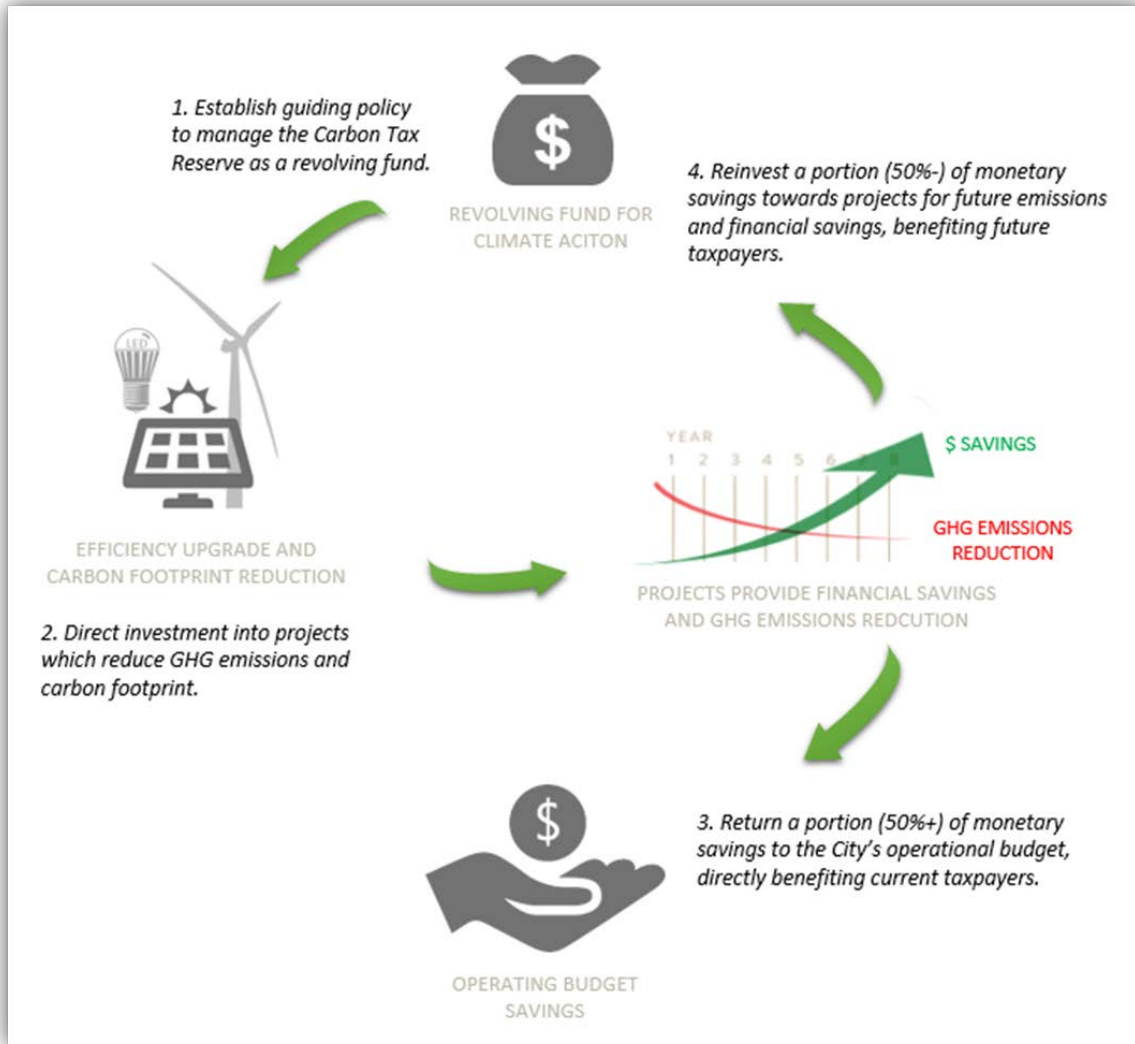 1. Establish guiding policy
to manage the Carbon Tax
Reserve as a revolving fund.
$
REVOLVING FUND FOR
CLIMATE ACITON
4. Reinvest a portion (50%-) of monetary
savings towards projects for future emissions
and financial savings, benefiting future
taxpayers.
LED
EFFICIENCY UPGRADE AND
CARBON FOOTPRINT REDUCTION
2. Direct investment into projects
which reduce GHG emissions and
carbon footprint.
YEAR
1 2 3 4 5 6 7 8
$ SAVINGS
GHG EMISSIONS
REDUCTION
PROJECTS PROVIDE FINANCIAL SAVINGS
AND GHG EMISSIONS REDCUTION
$
3. Return a portion (50%+) of monetary
savings to the City's operational budget,
directly benefiting current taxpayers.
OPERATING BUDGET
SAVINGS